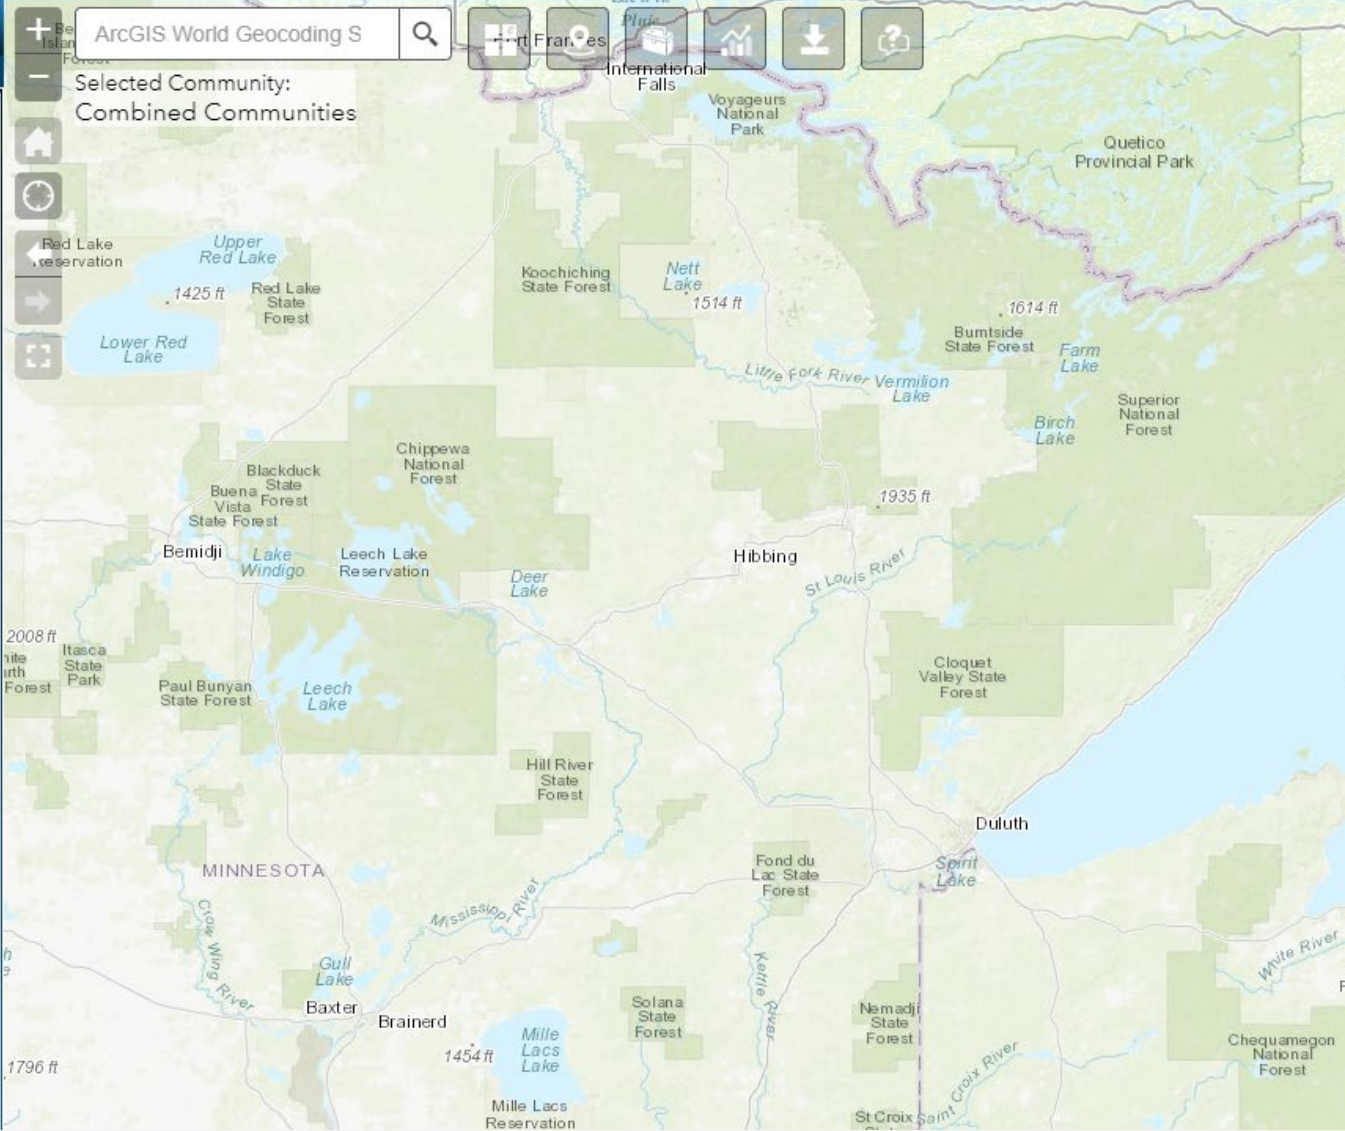 ArcGIS World Geocoding S
Selected Community:
Combined Communities
Pluie
Fort Frances
International
Falls
Voyageurs
National
Park
Quetico
Provincial Park
Forest
Red Lake
Reservation
Upper
Red Lake
1425 ft
Red Lake
State
Forest
Lower Red
Lake
Koochiching
State Forest
Nett
Lake
1514 ft
1614 ft
Burntside
State Forest
Farm
Lake
Little Fork River
Vermilion
Lake
Superior
National
Forest
Birch
Lake
Chippewa
National
Forest
Blackduck
State
Forest
Buena
Vista
State Forest
1935 ft
Bemidji
Lake
Windigo
Leech Lake
Reservation
Deer
Lake
Hibbing
St Louis River
2008 ft
Forest
Itasca
State
Park
Paul Bunyan
State Forest
Leech
Lake
Cloquet
Valley State
Forest
Hill River
State
Forest
Duluth
MINNESOTA
Fond du
Lac State
Forest
Spirit
Lake
Mississippi River
Crow Wing River
Gull
Lake
Kettle River
White River
Baxter
Brainerd
Solana
State
Forest
Nemadji
State
Forest
Mille
Lacs
Lake
1454 ft
1796 ft
Chequamegon
National
Forest
Mille Lacs
Reservation
St Croix
Saint Croix River